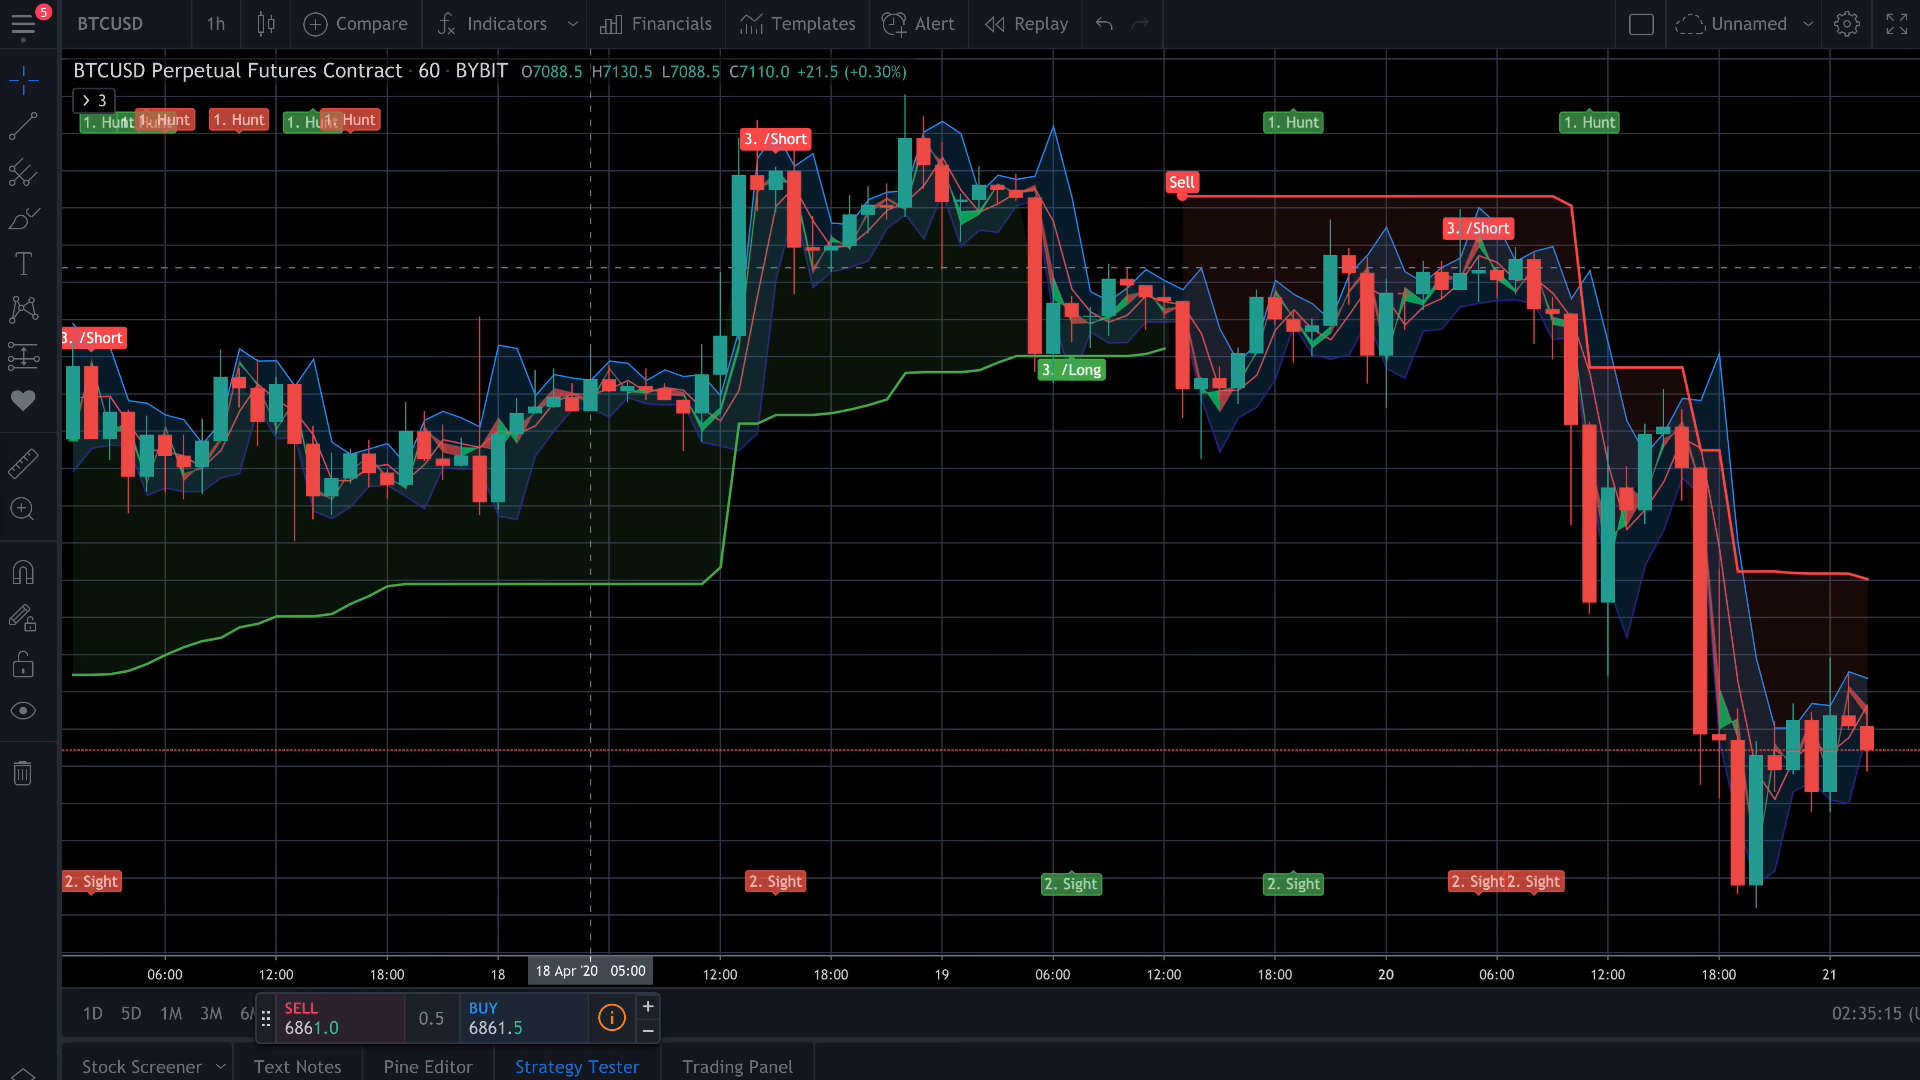 5
BTCUSD 1h Compare Indicators Financials Templates Alert Replay Unnamed
BTCUSD Perpetual Futures Contract · 60 · BYBIT O7088.5 H7130.5 L7088.5 C7110.0 +21.5 (+0.30%)
3
1. Hunt 1. Hunt 1. Hunt 1. Hunt 1. Hunt 1. Hunt 1. Hunt
3. /Short
Sell
3. /Short
3. /Short
3. /Long
2. Sight 2. Sight 2. Sight 2. Sight 2. Sight 2. Sight
06:00 12:00 18:00 18 18 Apr '20 05:00 12:00 18:00 19 06:00 12:00 18:00 20 06:00 12:00 18:00 21
1D 5D 1M 3M SELL 6861.0 0.5 BUY 6861.5 02:35:15
Stock Screener Text Notes Pine Editor Strategy Tester Trading Panel